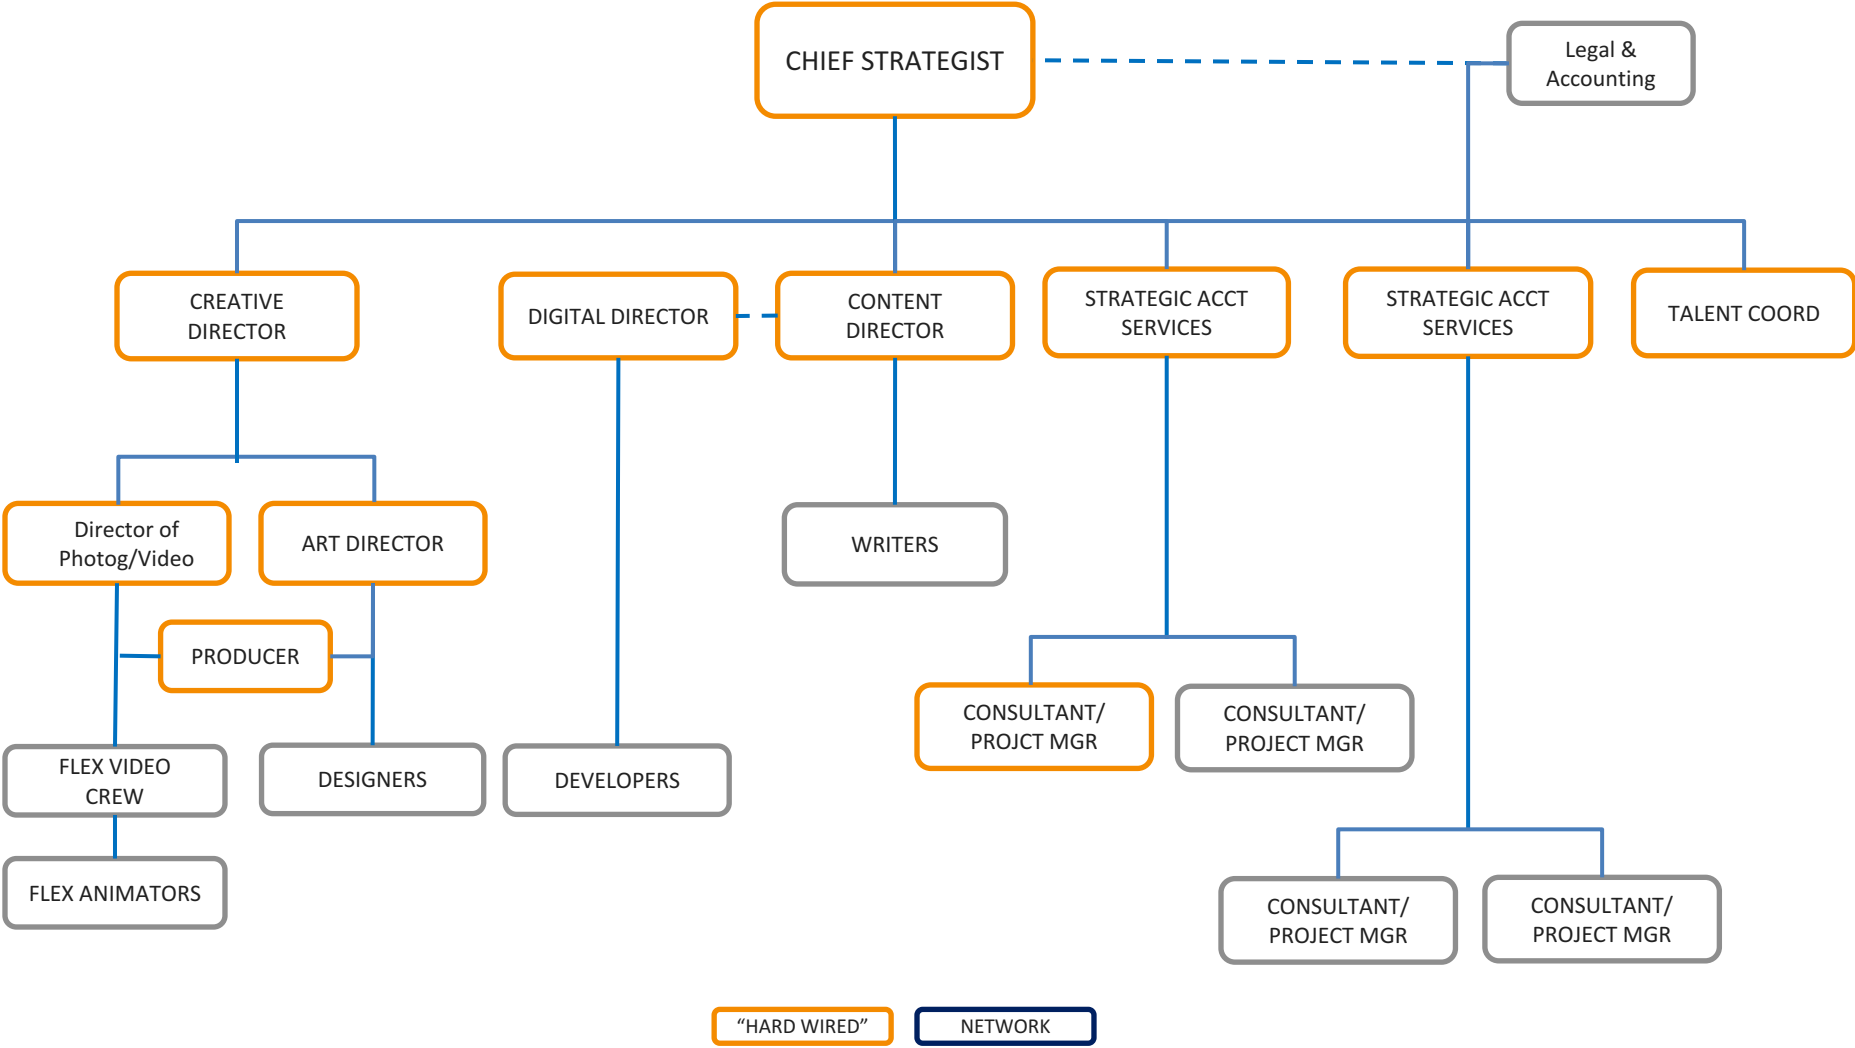 CHIEF STRATEGIST
Legal &
Accounting
CREATIVE
DIRECTOR
DIGITAL DIRECTOR
CONTENT
DIRECTOR
STRATEGIC ACCT
SERVICES
STRATEGIC ACCT
SERVICES
TALENT COORD
Director of
Photog/Video
ART DIRECTOR
WRITERS
PRODUCER
CONSULTANT/
PROJCT MGR
CONSULTANT/
PROJECT MGR
FLEX VIDEO
CREW
DESIGNERS
DEVELOPERS
FLEX ANIMATORS
CONSULTANT/
PROJECT MGR
CONSULTANT/
PROJECT MGR
“HARD WIRED”
NETWORK